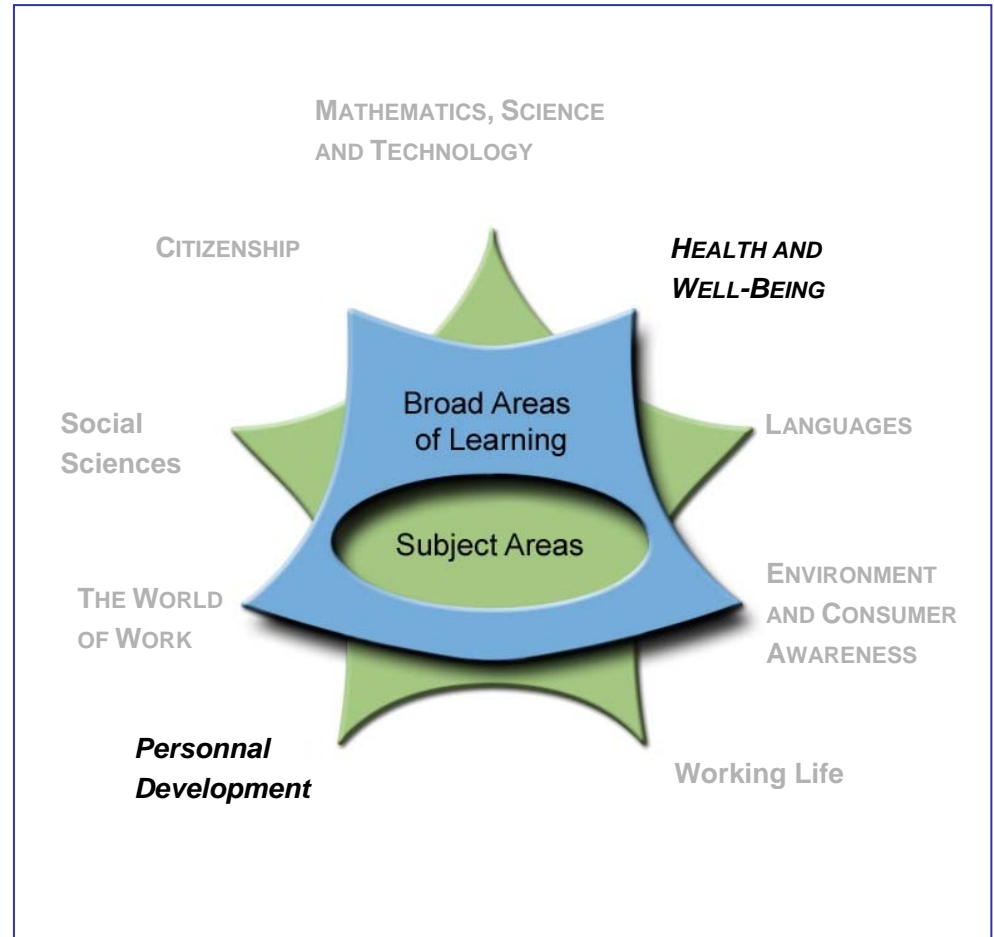 MATHEMATICS, SCIENCE
AND TECHNOLOGY
CITIZENSHIP
HEALTH AND
WELL-BEING
Broad Areas
of Learning
Social
Sciences
LANGUAGES
Subject Areas
THE WORLD
OF WORK
ENVIRONMENT
AND CONSUMER
AWARENESS
Personnal
Development
Working Life